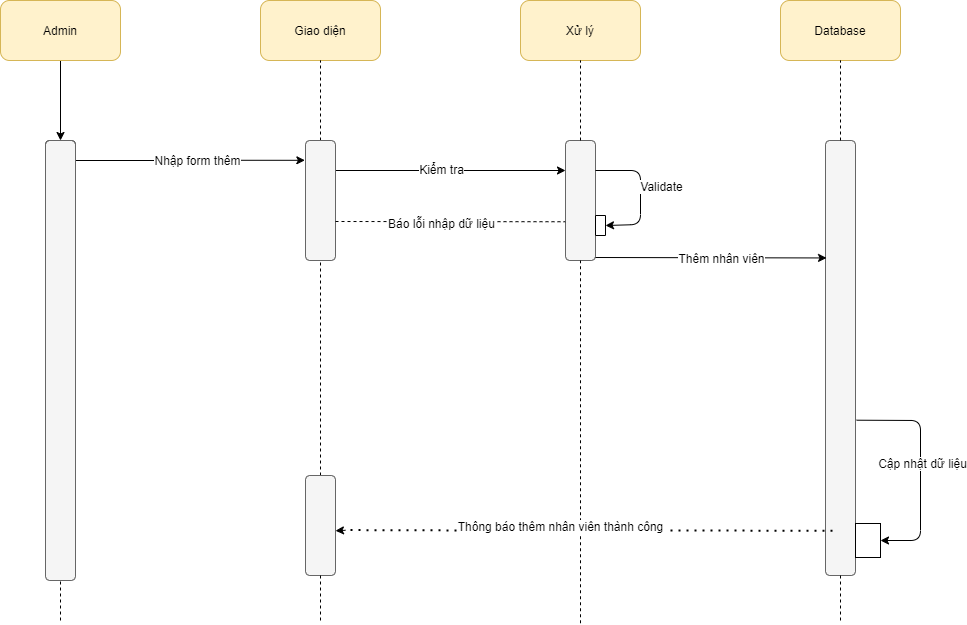 Admin
Giao diện
Xử lý
Database
Nhập form thêm
Kiểm tra
Validate
Báo lỗi nhập dữ liệu
Thêm nhân viên
Cập nhật dữ liệu
Thông báo thêm nhân viên thành công